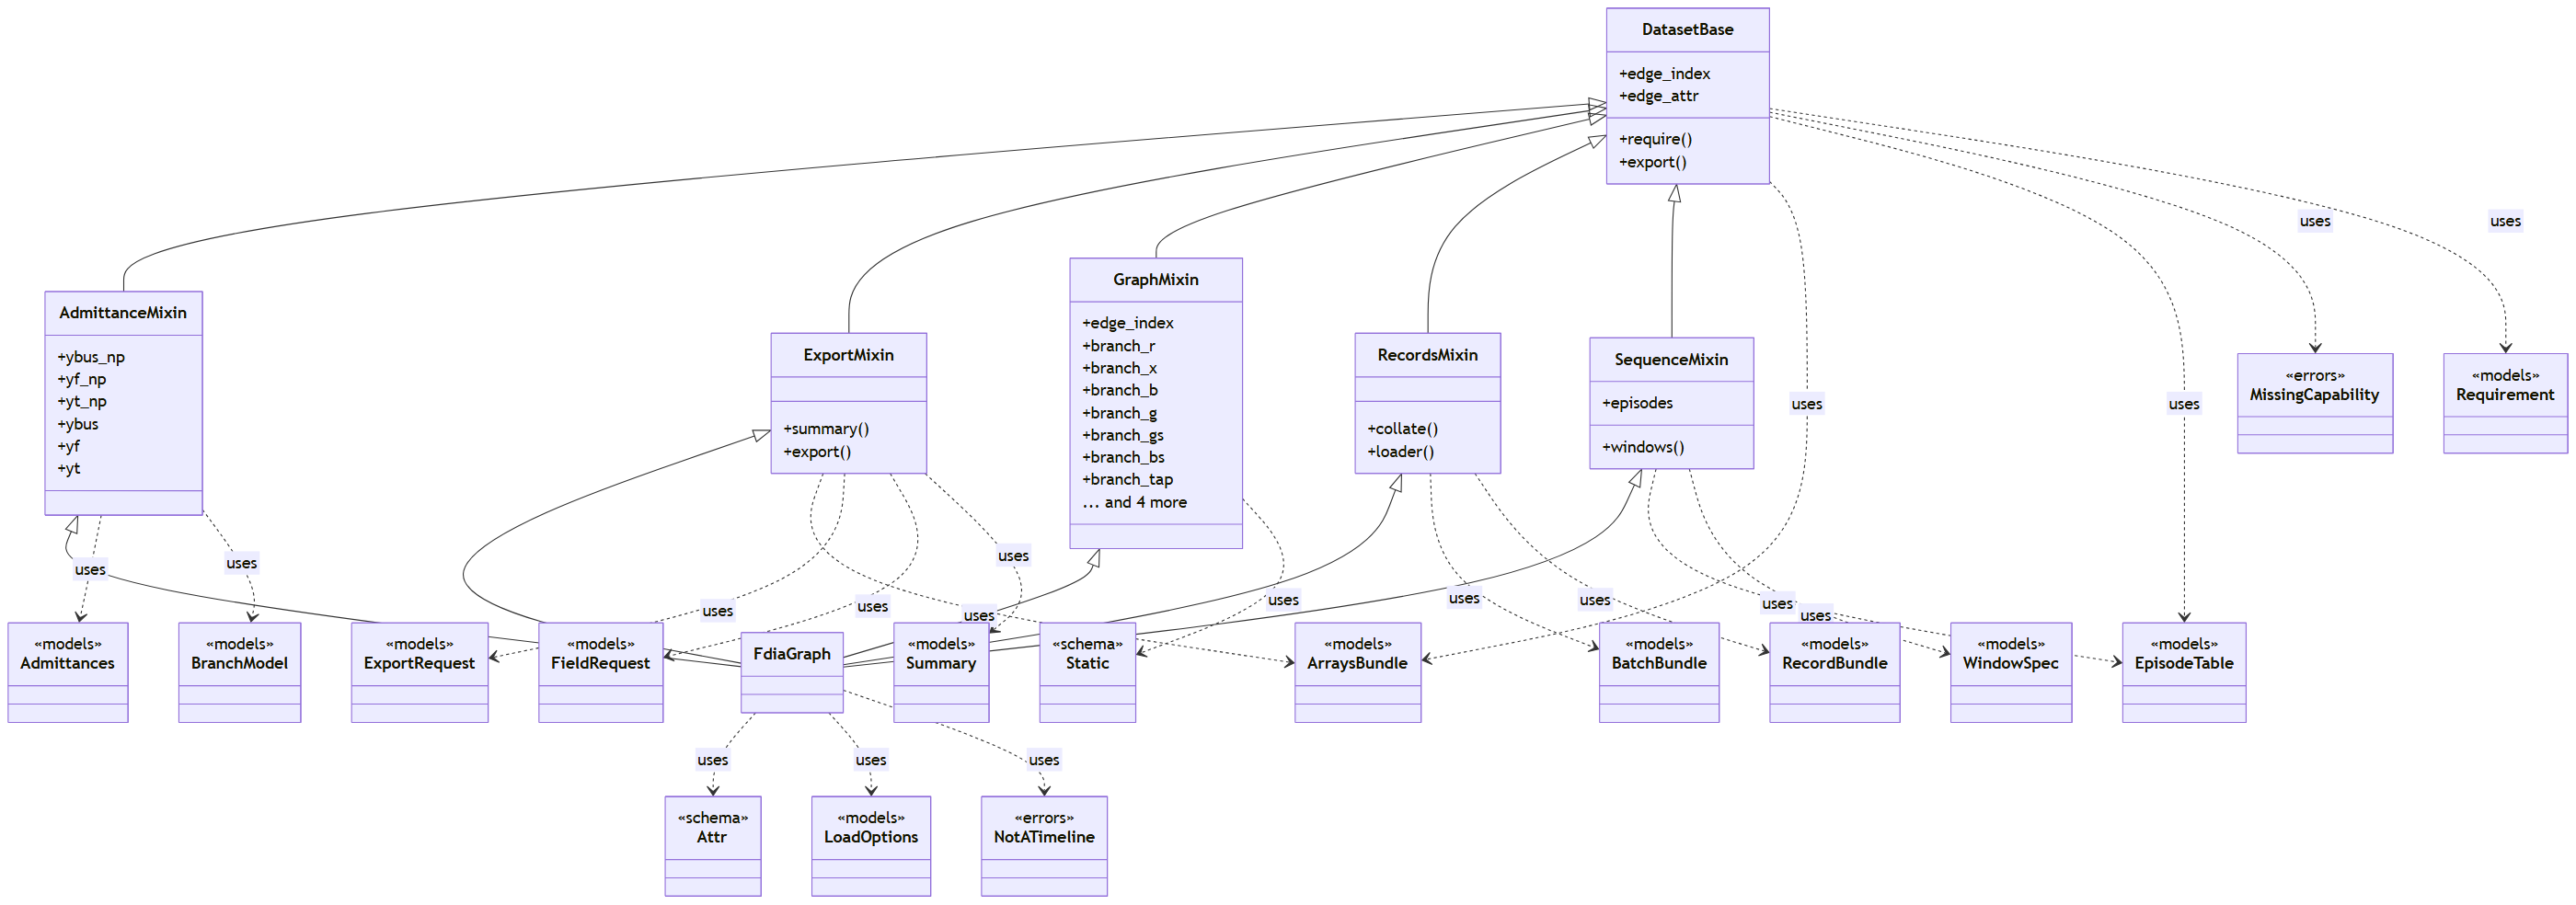 DatasetBase
+edge_index
+edge_attr
+require()
+export()
uses
uses
GraphMixin
+edge_index
+branch_r
+branch_x
+branch_b
+branch_g
+branch_gs
+branch_bs
+branch_tap
... and 4 more
AdmittanceMixin
+ybus_np
+yf_np
+yt_np
+ybus
+yf
+yt
ExportMixin
+summary()
+export()
RecordsMixin
+collate()
+loader()
SequenceMixin
+episodes
+windows()
uses
uses
«errors»
MissingCapability
«models»
Requirement
uses
uses
uses
uses
uses
uses
uses
uses
uses
uses
uses
«models»
Admittances
«models»
BranchModel
«models»
ExportRequest
«models»
FieldRequest
FdiaGraph
«models»
Summary
«schema»
Static
«models»
ArraysBundle
«models»
BatchBundle
«models»
RecordBundle
«models»
WindowSpec
«models»
EpisodeTable
uses
uses
uses
«schema»
Attr
«models»
LoadOptions
«errors»
NotATimeline